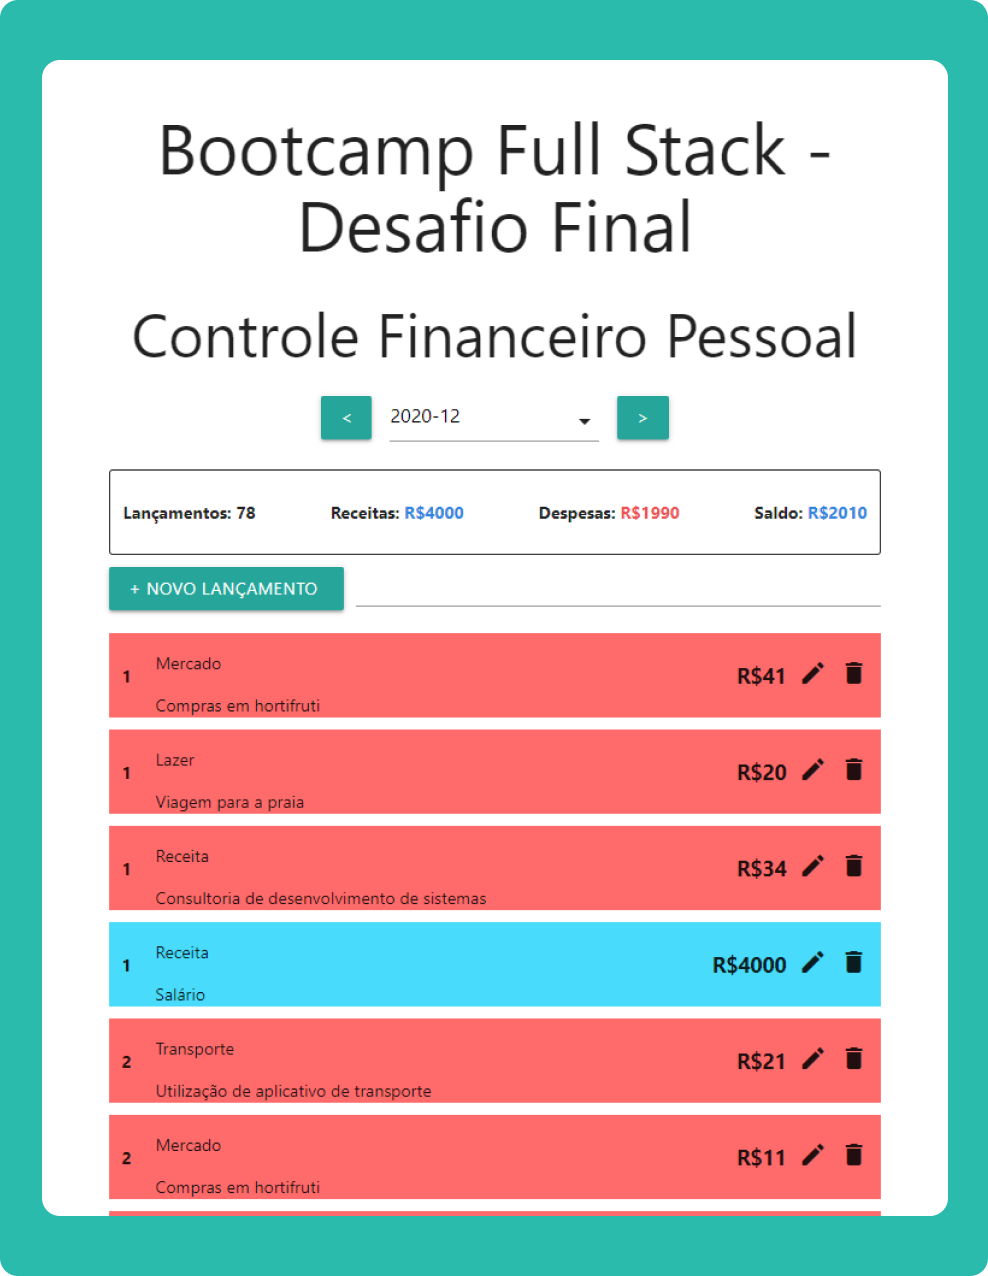 Bootcamp Full Stack -
Desafio Final
Controle Financeiro Pessoal
< 2020-12 >
Lançamentos: 78 Receitas: R$4000 Despesas: R$1990 Saldo: R$2010
+ NOVO LANÇAMENTO
Mercado
1 R$41
Compras em hortifruti
Lazer
1 R$20
Viagem para a praia
Receita
1 R$34
Consultoria de desenvolvimento de sistemas
Receita
1 R$4000
Salário
Transporte
2 R$21
Utilização de aplicativo de transporte
Mercado
2 R$11
Compras em hortifruti